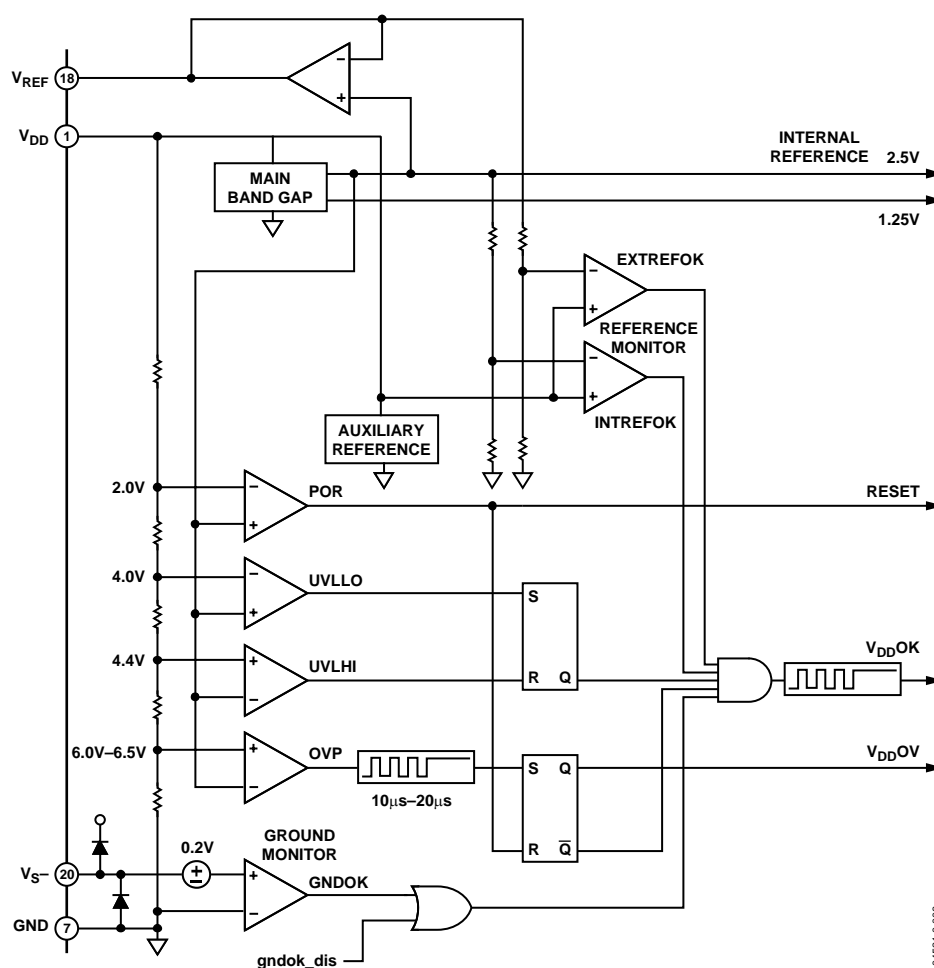 VREF 18
VDD 1
−
+
MAIN
BAND GAP
INTERNAL
REFERENCE 2.5V
1.25V
− EXTREFOK
+
REFERENCE
MONITOR
−
+
INTREFOK
AUXILIARY
REFERENCE
2.0V − POR RESET
+
4.0V − UVLLO S
+
4.4V + UVLHI R Q VDDOK
−
6.0V–6.5V + OVP S Q VDDOV
−
10μs–20μs
R Q̅
GROUND
MONITOR
0.2V
VS– 20 ± + GNDOK
−
GND 7
gndok_dis